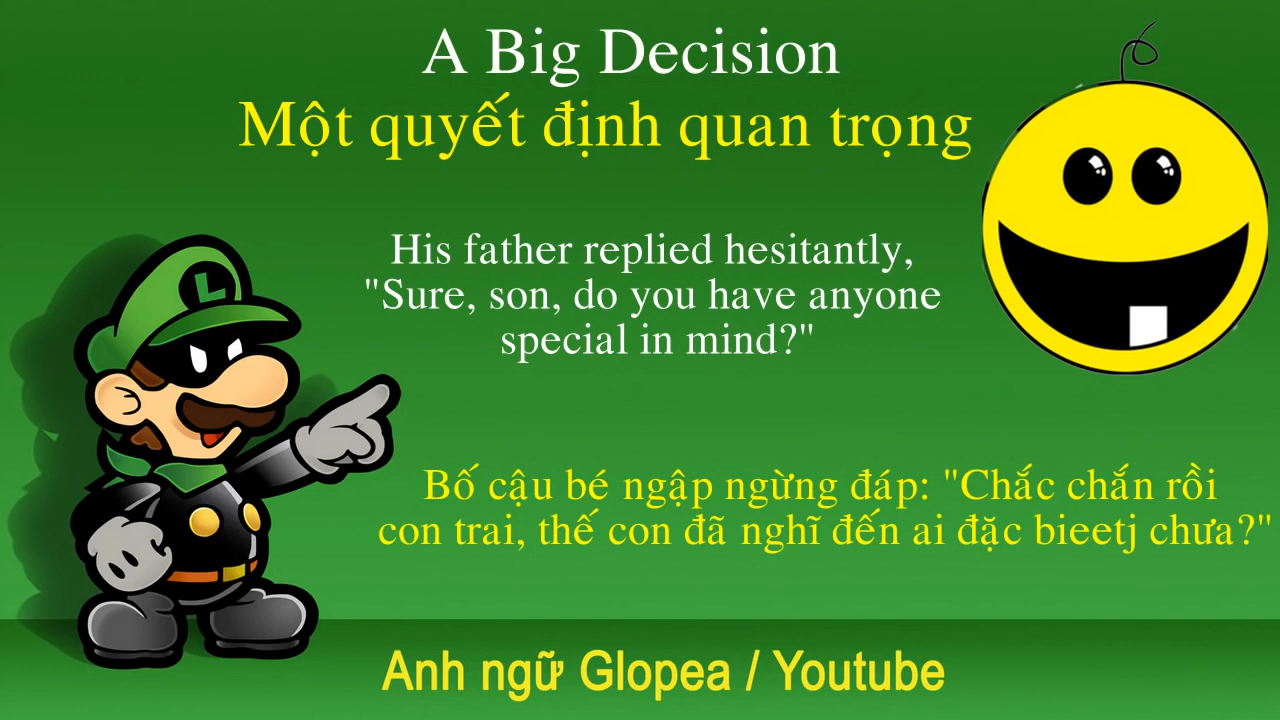 A Big Decision
Một quyết định quan trọng
His father replied hesitantly,
"Sure, son, do you have anyone
special in mind?"
L
Bố cậu bé ngập ngừng đáp: "Chắc chắn rồi
con trai, thế con đã nghĩ đến ai đặc bieetj chưa?"
Anh ngữ Glopea / Youtube